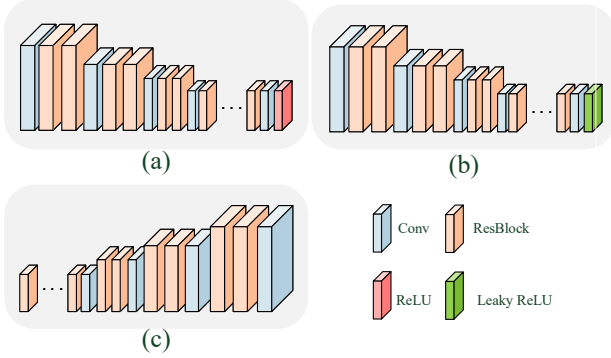 . . .
(a)
. . .
(b)
. . .
(c)
Conv
ResBlock
ReLU
Leaky ReLU